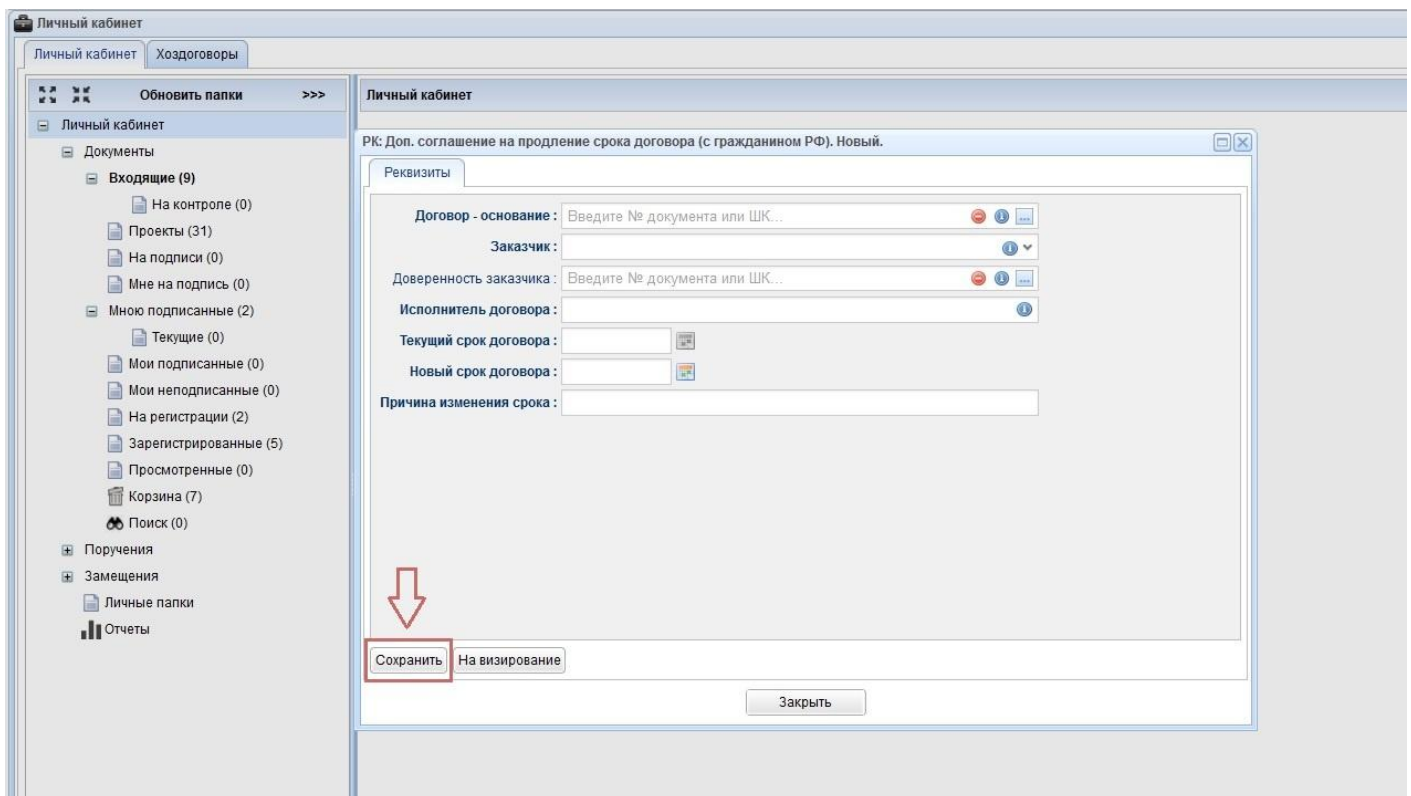 Личный кабинет
Личный кабинет
Хоздоговоры
Обновить папки >>>
Личный кабинет
Документы
Входящие (9)
На контроле (0)
Проекты (31)
На подписи (0)
Мне на подпись (0)
Мною подписанные (2)
Текущие (0)
Мои подписанные (0)
Мои неподписанные (0)
На регистрации (2)
Зарегистрированные (5)
Просмотренные (0)
Корзина (7)
Поиск (0)
Поручения
Замещения
Личные папки
Отчеты
Личный кабинет
РК: Доп. соглашение на продление срока договора (с гражданином РФ). Новый.
Реквизиты
Договор - основание : Введите № документа или ШК...
Заказчик :
Доверенность заказчика : Введите № документа или ШК...
Исполнитель договора :
Текущий срок договора :
Новый срок договора :
Причина изменения срока :
Сохранить
На визирование
Закрыть